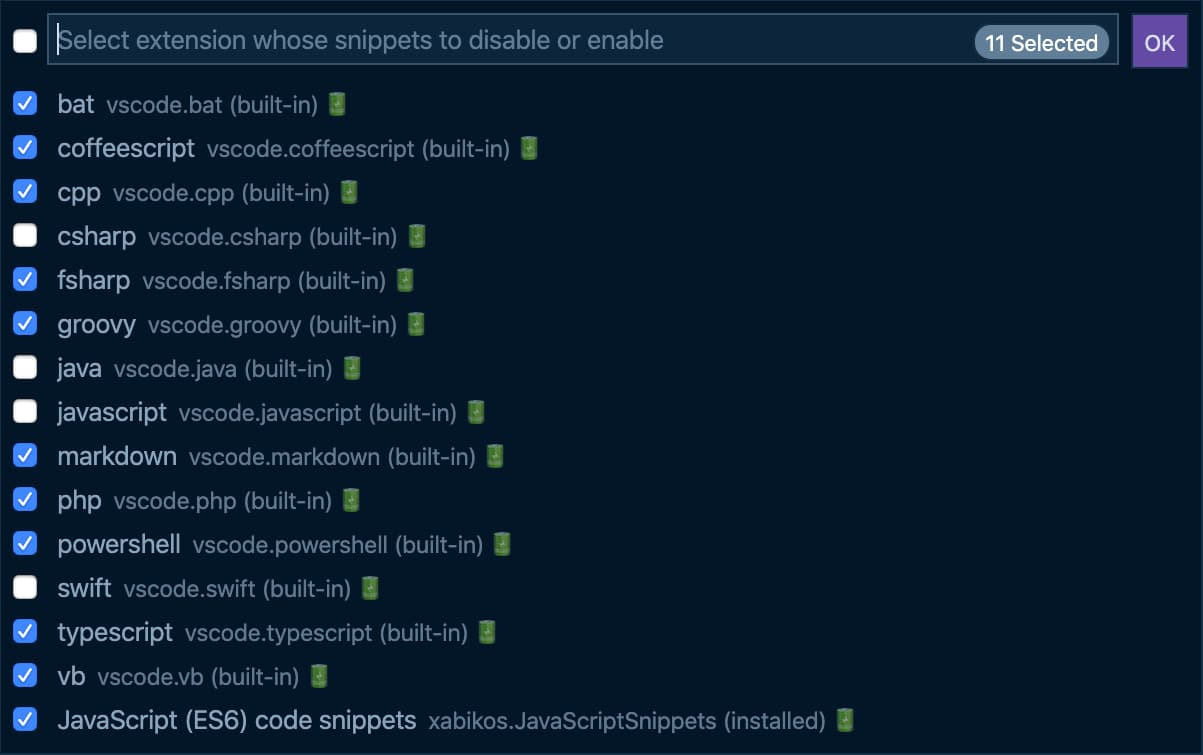 Select extension whose snippets to disable or enable 11 Selected OK
bat vscode.bat (built-in)
coffeescript vscode.coffeescript (built-in)
cpp vscode.cpp (built-in)
csharp vscode.csharp (built-in)
fsharp vscode.fsharp (built-in)
groovy vscode.groovy (built-in)
java vscode.java (built-in)
javascript vscode.javascript (built-in)
markdown vscode.markdown (built-in)
php vscode.php (built-in)
powershell vscode.powershell (built-in)
swift vscode.swift (built-in)
typescript vscode.typescript (built-in)
vb vscode.vb (built-in)
JavaScript (ES6) code snippets xabikos.JavaScriptSnippets (installed)